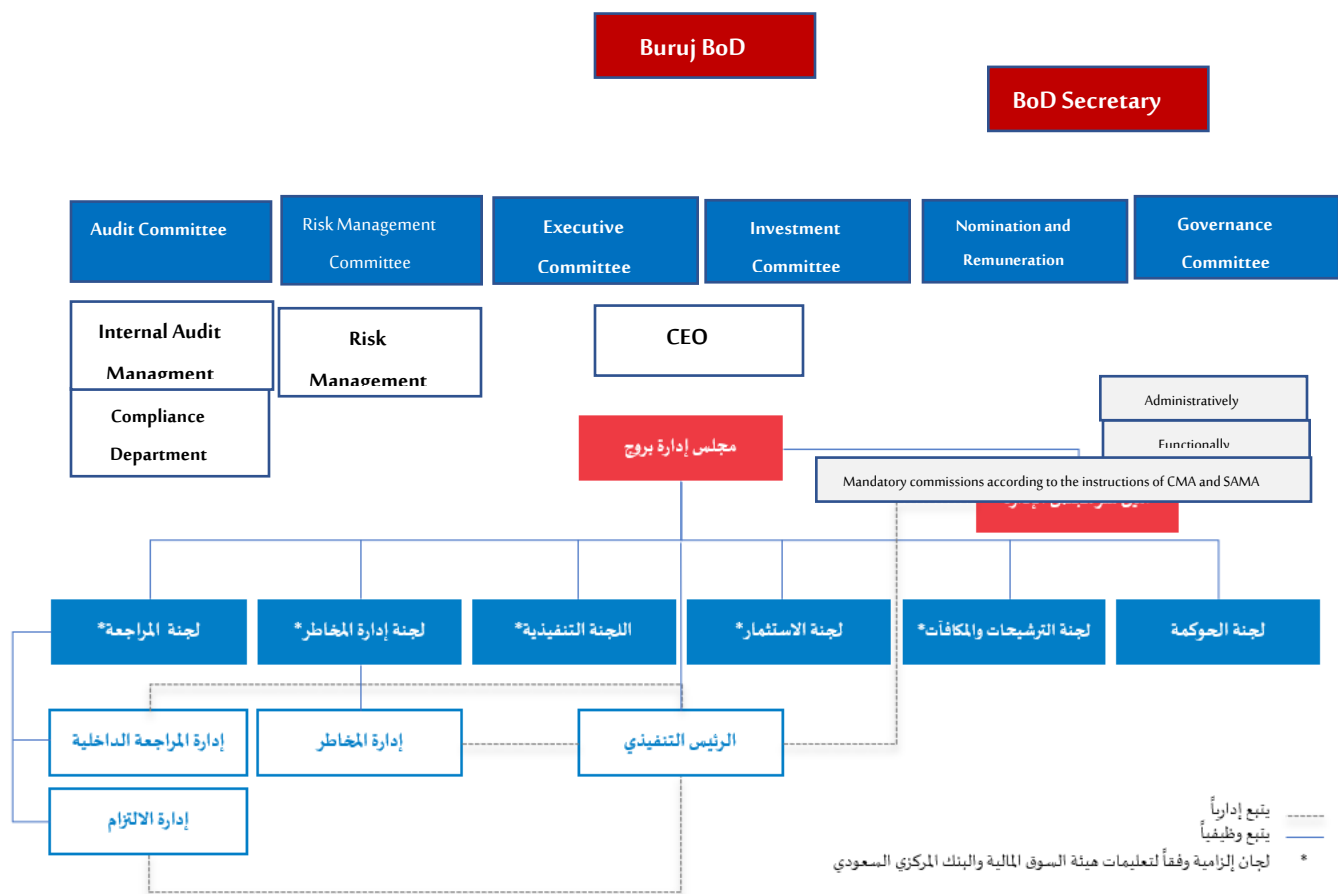 Buruj BoD
BoD Secretary
Audit Committee
Risk Management
Committee
Executive
Committee
Investment
Committee
Nomination and
Remuneration
Governance
Committee
Internal Audit
Managment
Risk
Management
CEO
Compliance
Department
Administratively
Functionally
Mandatory commissions according to the instructions of CMA and SAMA
مجلس إدارة بروج
لجنة الحوكمة
لجنة الترشيحات والمكافآت*
لجنة الاستثمار*
اللجنة التنفيذية*
لجنة إدارة المخاطر*
لجنة المراجعة*
الرئيس التنفيذي
إدارة المخاطر
إدارة المراجعة الداخلية
إدارة الالتزام
يتبع إدارياً
يتبع وظيفياً
* لجان إلزامية وفقاً لتعليمات هيئة السوق المالية والبنك المركزي السعودي